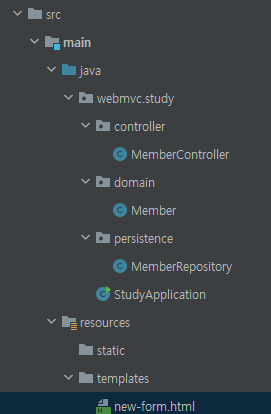 src
main
java
webmvc.study
controller
MemberController
domain
Member
persistence
MemberRepository
StudyApplication
resources
static
templates
new-form.html